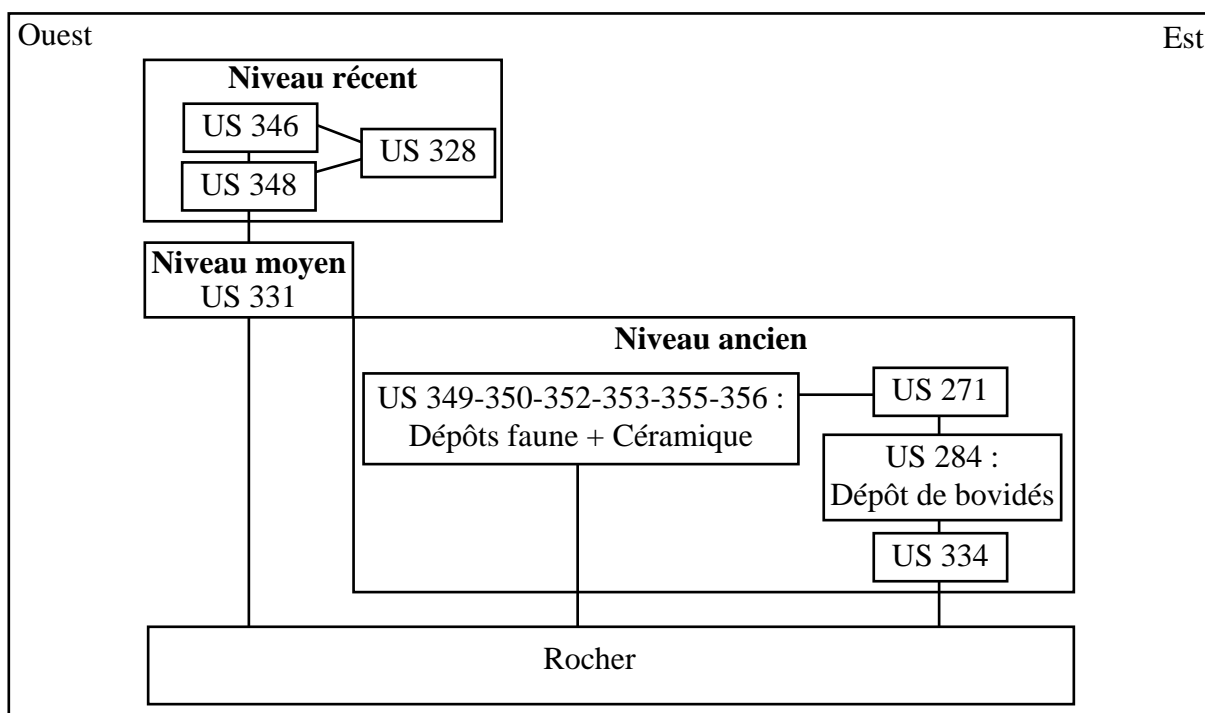 Ouest
Est
Niveau récent
US 346
US 328
US 348
Niveau moyen
US 331
Niveau ancien
US 349-350-352-353-355-356 :
Dépôts faune + Céramique
US 271
US 284 :
Dépôt de bovidés
US 334
Rocher